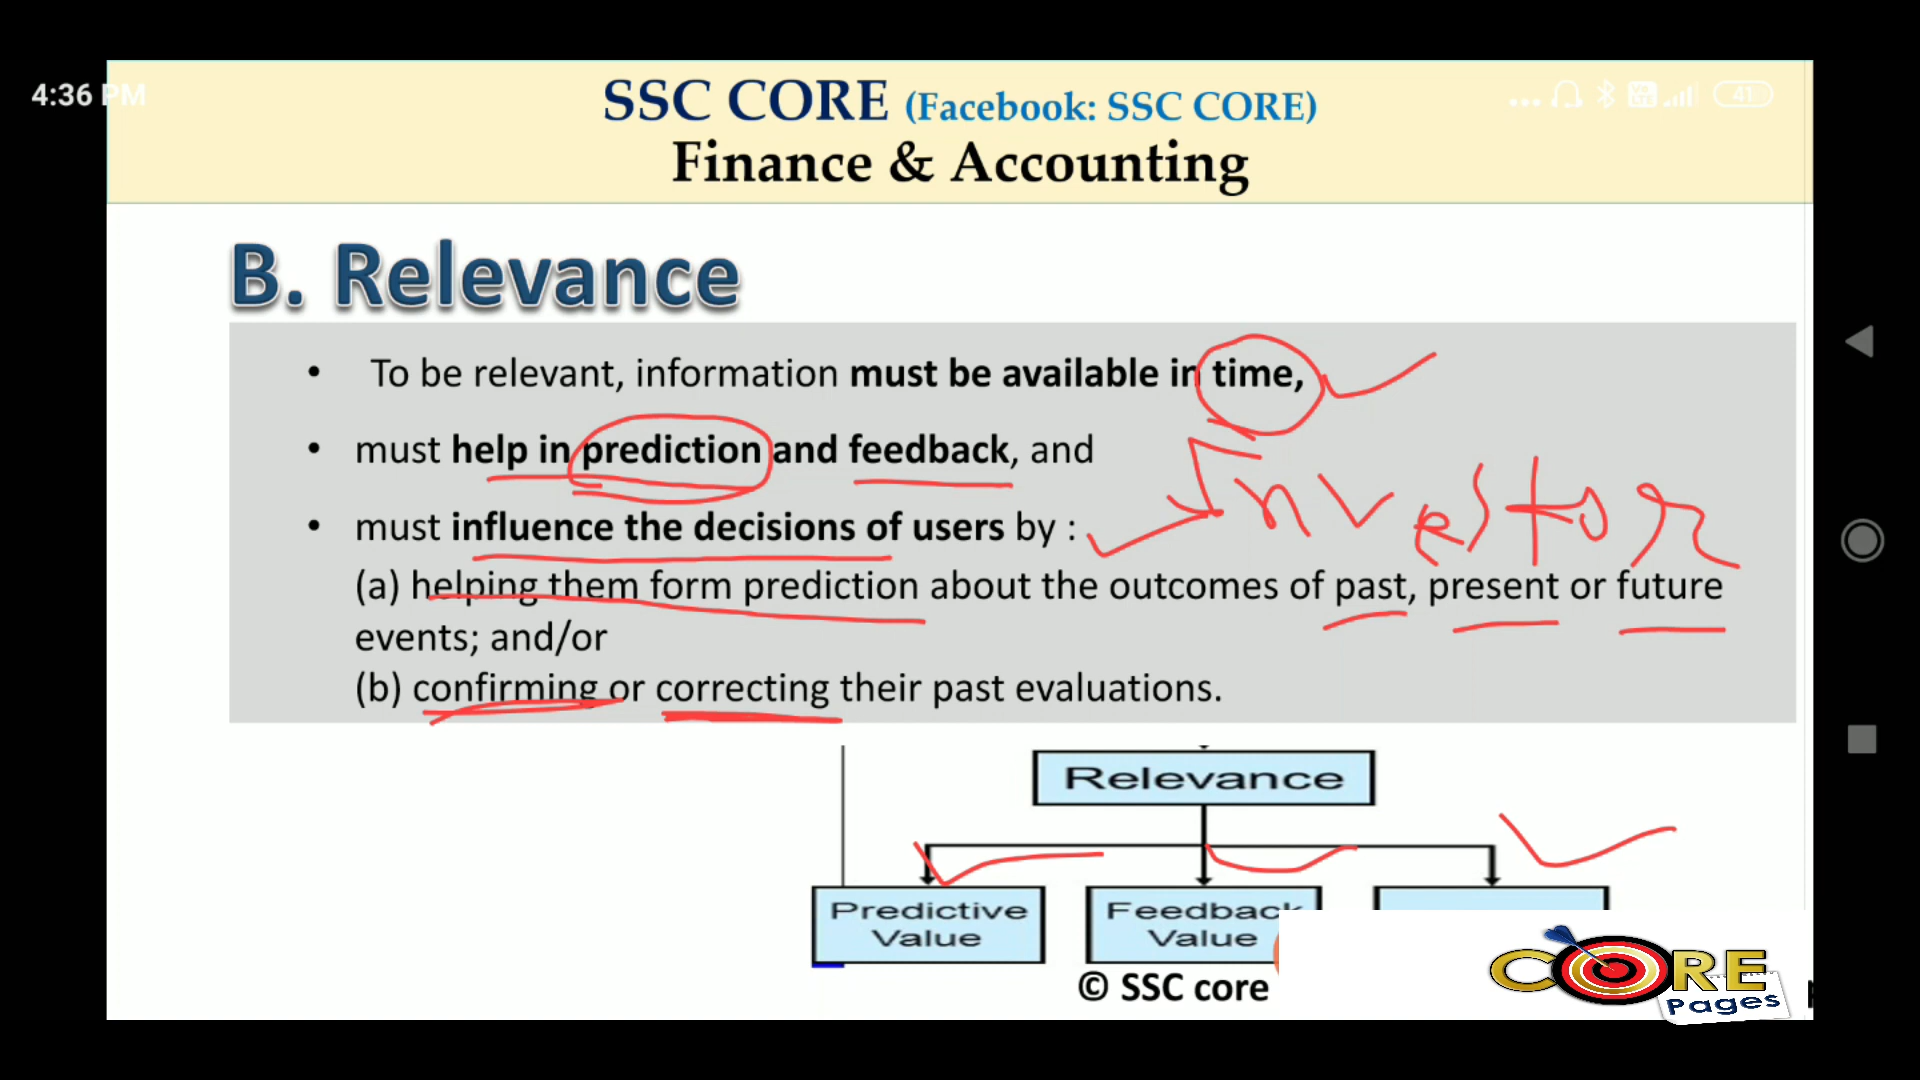 4:36 PM
SSC CORE (Facebook: SSC CORE)
41
Finance & Accounting
B. Relevance
• To be relevant, information must be available in time,
• must help in prediction and feedback, and
Investor
• must influence the decisions of users by :
(a) helping them form prediction about the outcomes of past, present or future
events; and/or
(b) confirming or correcting their past evaluations.
Relevance
Predictive
Value
Feedback
Value
© SSC core
CORE
Pages